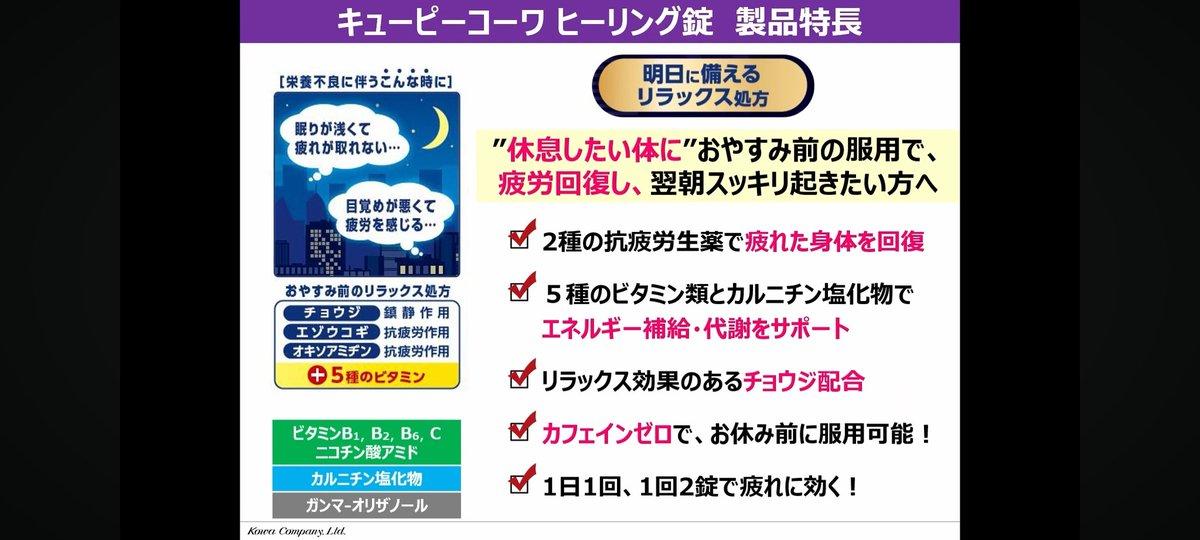 キューピーコーワ ヒーリング錠 製品特長
[栄養不良に伴うこんな時に]
眠りが浅くて
疲れが取れない…
目覚めが悪くて
疲労を感じる…
おやすみ前のリラックス処方
チョウジ 鎮静作用
エゾウコギ 抗疲労作用
オキソアミヂン 抗疲労作用
+5種のビタミン
ビタミンB₁, B₂, B₆, C
ニコチン酸アミド
カルニチン塩化物
ガンマ-オリザノール
明日に備える
リラックス処方
”休息したい体に”おやすみ前の服用で、
疲労回復し、翌朝スッキリ起きたい方へ
2種の抗疲労生薬で疲れた身体を回復
５種のビタミン類とカルニチン塩化物で
エネルギー補給・代謝をサポート
リラックス効果のあるチョウジ配合
カフェインゼロで、お休み前に服用可能！
1日1回、1回2錠で疲れに効く！
Kowa Company, Ltd.